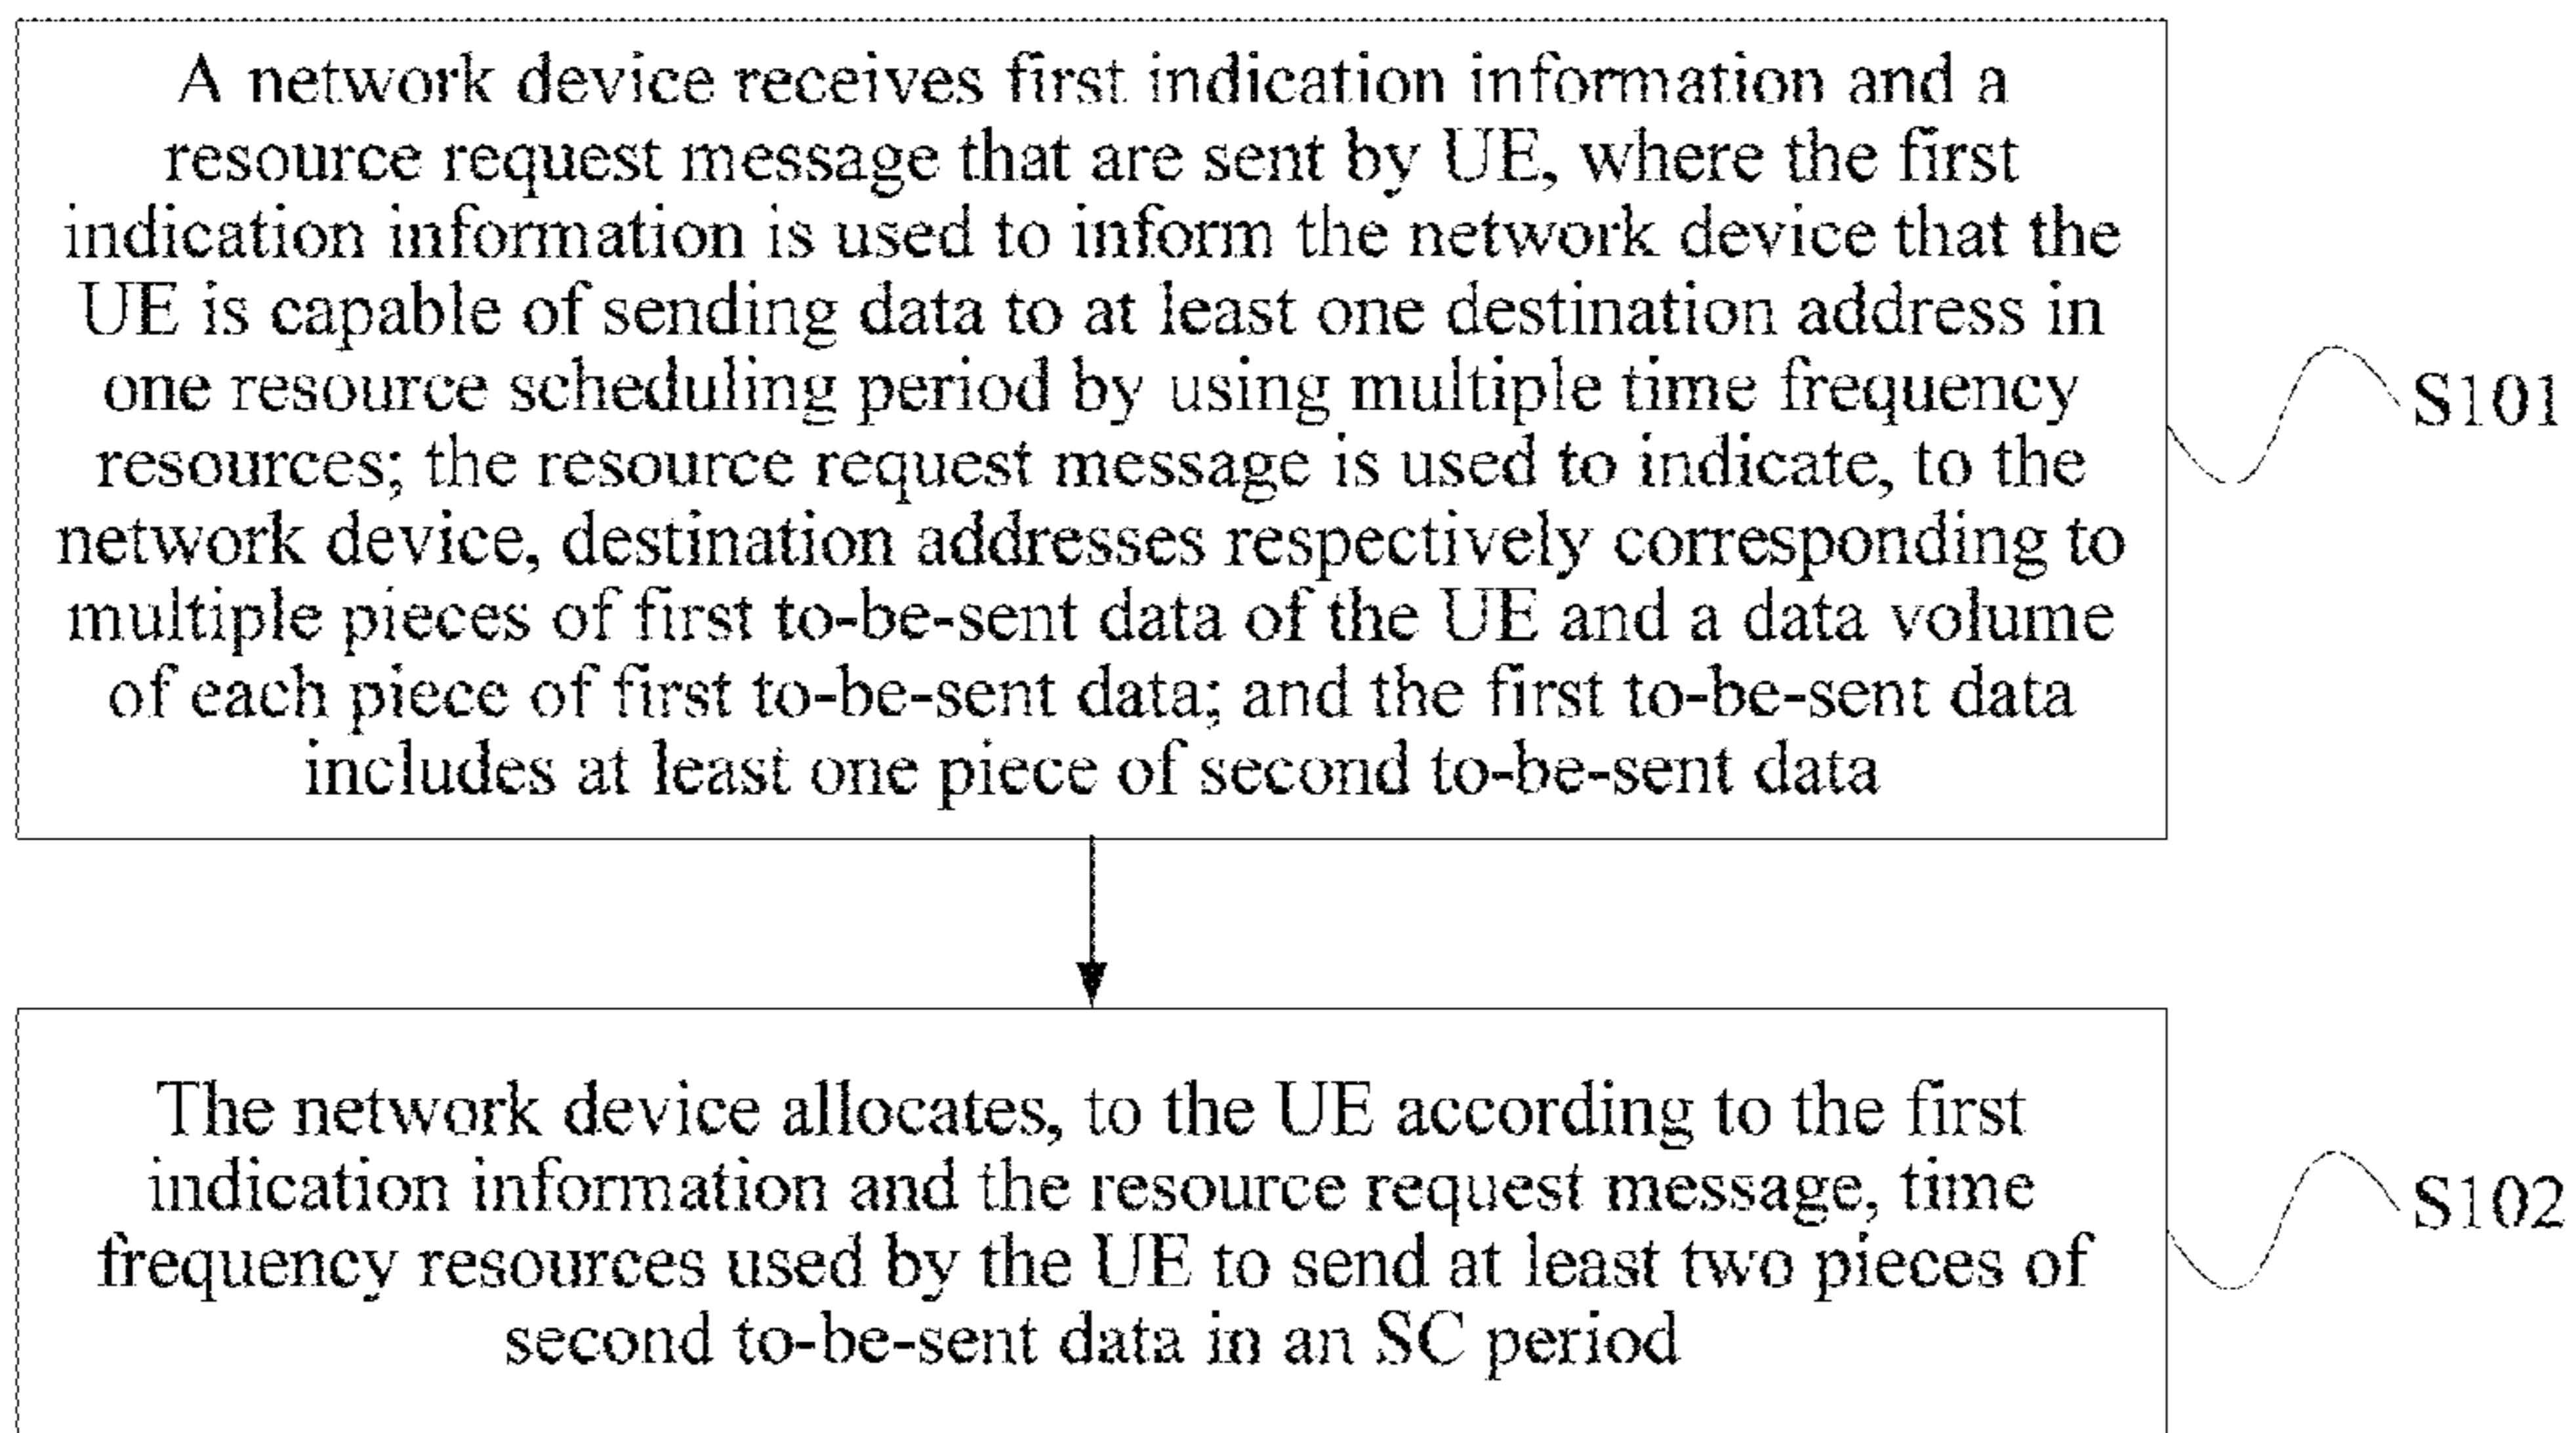 A network device receives first indication information and a
resource request message that are sent by UE, where the first
indication information is used to inform the network device that the
UE is capable of sending data to at least one destination address in
one resource scheduling period by using multiple time frequency
resources; the resource request message is used to indicate, to the
network device, destination addresses respectively corresponding to
multiple pieces of first to-be-sent data of the UE and a data volume
of each piece of first to-be-sent data; and the first to-be-sent data
includes at least one piece of second to-be-sent data
S101
The network device allocates, to the UE according to the first
indication information and the resource request message, time
frequency resources used by the UE to send at least two pieces of
second to-be-sent data in an SC period
S102